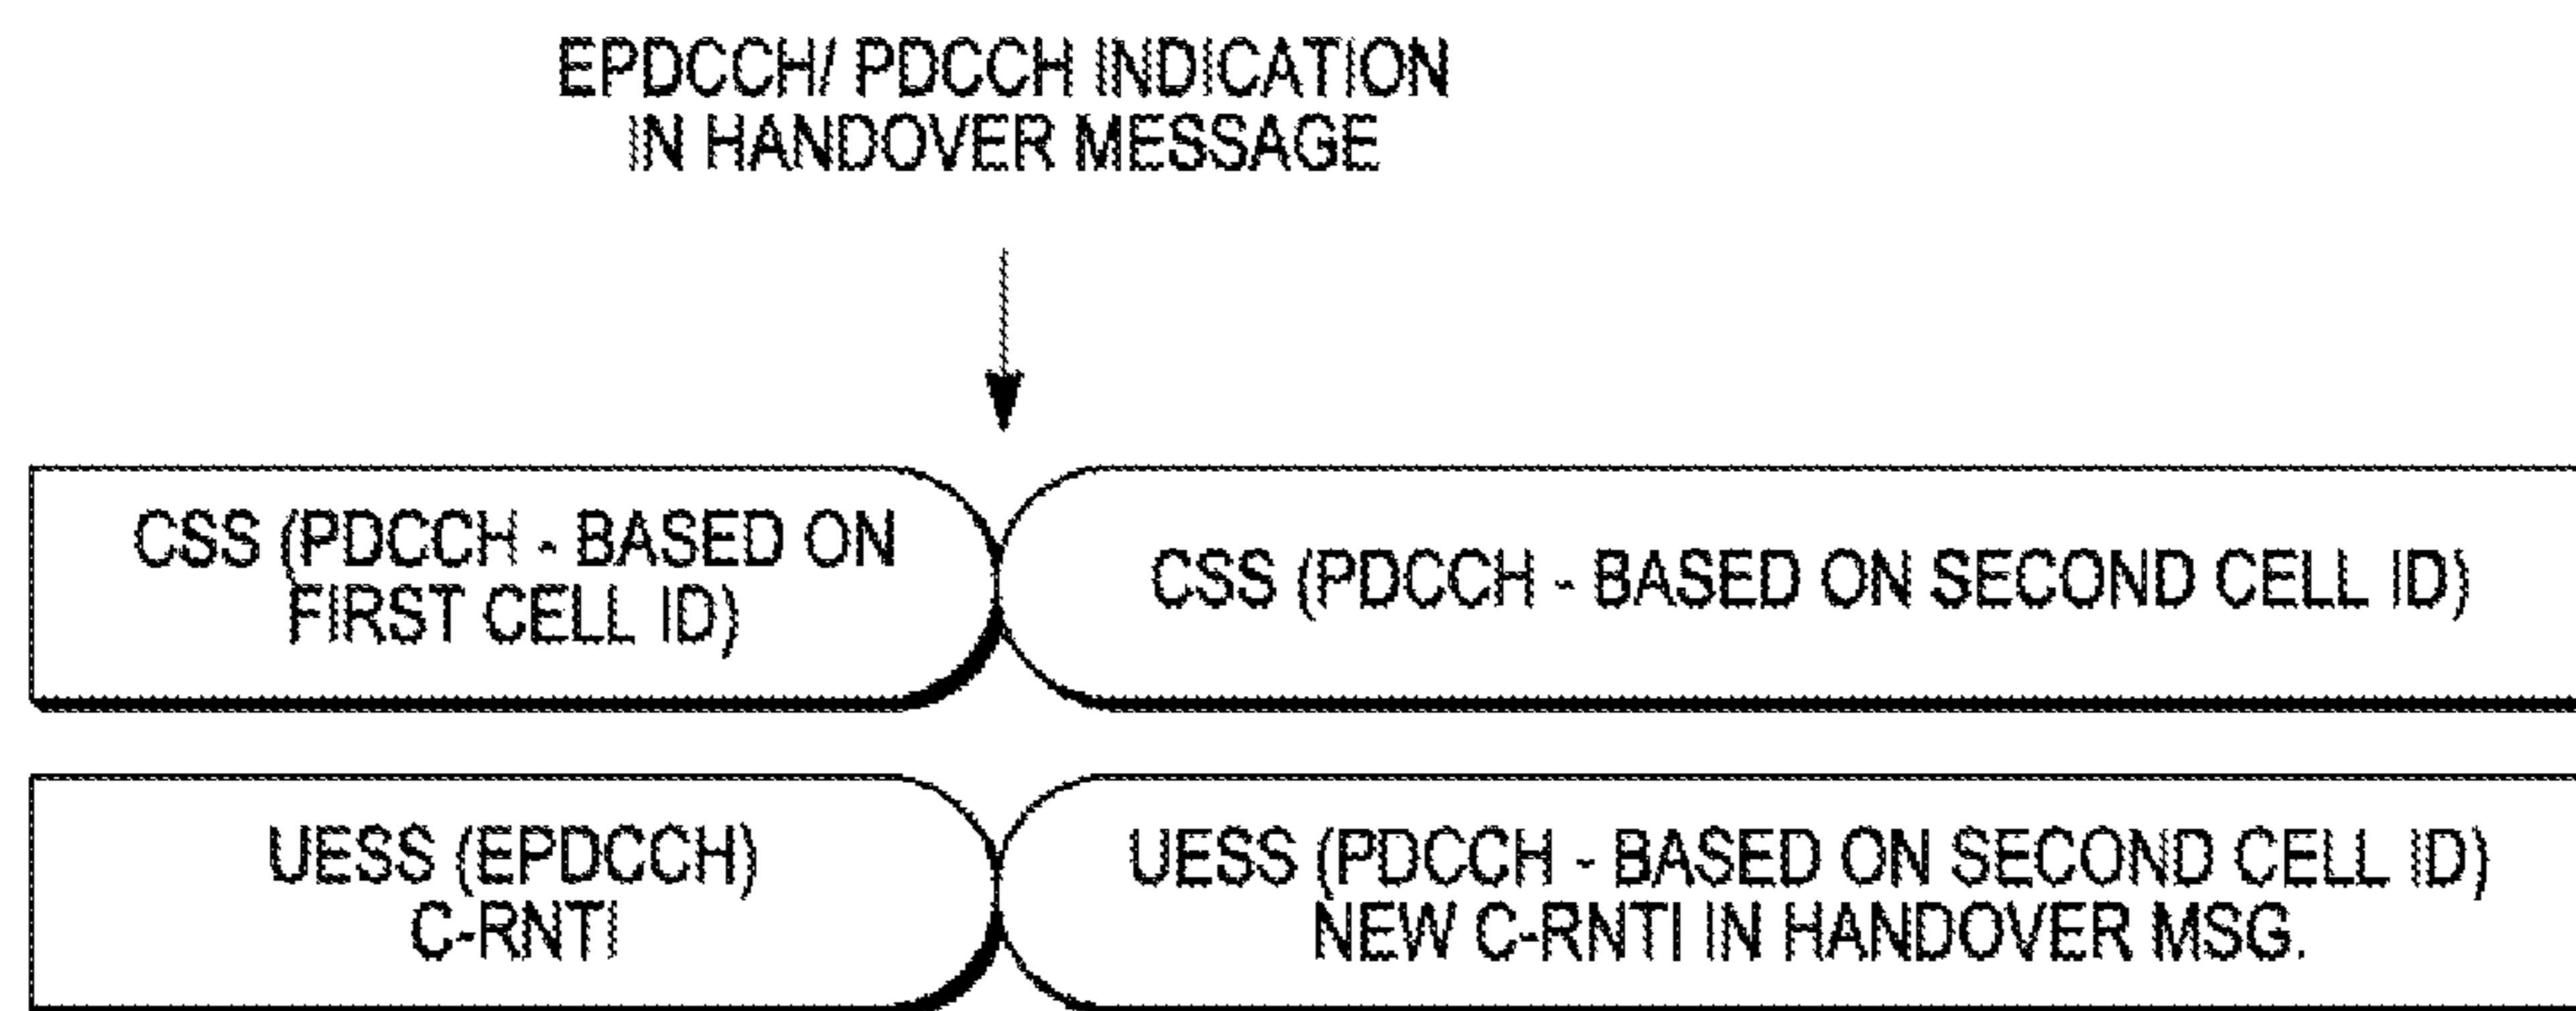 EPDCCH/ PDCCH INDICATION
IN HANDOVER MESSAGE
CSS (PDCCH - BASED ON
FIRST CELL ID)
CSS (PDCCH - BASED ON SECOND CELL ID)
UESS (EPDCCH)
C-RNTI
UESS (PDCCH - BASED ON SECOND CELL ID)
NEW C-RNTI IN HANDOVER MSG.